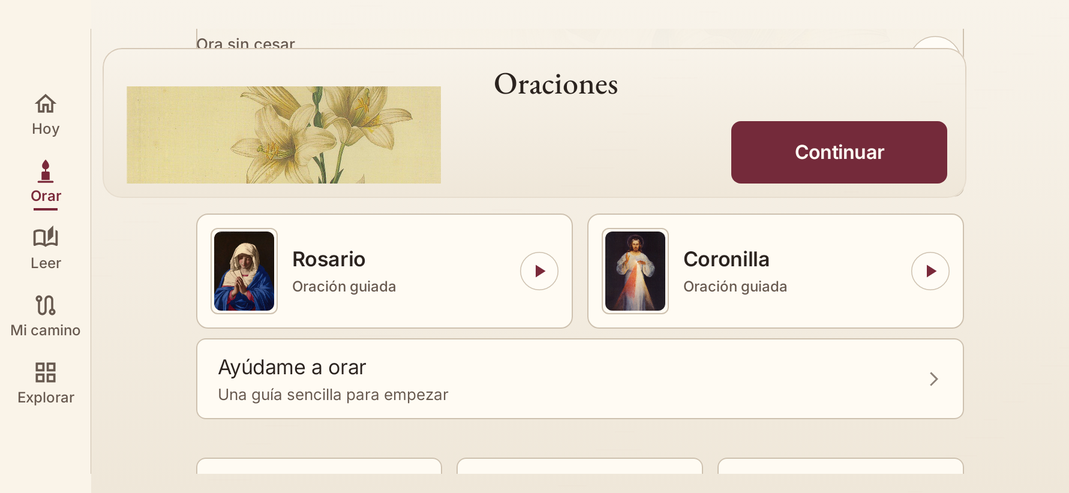 Ora sin cesar
Oraciones
Continuar
Hoy
Orar
Leer
Mi camino
Explorar
Rosario
Oración guiada
Coronilla
Oración guiada
Ayúdame a orar
Una guía sencilla para empezar